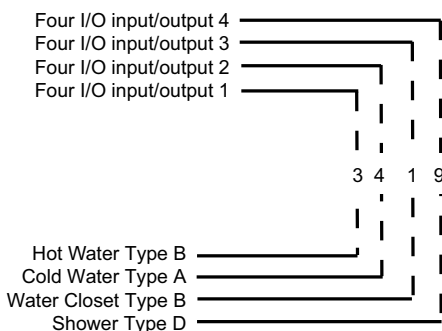 Four I/O input/output 4
Four I/O input/output 3
Four I/O input/output 2
Four I/O input/output 1
3 4 1 9
Hot Water Type B
Cold Water Type A
Water Closet Type B
Shower Type D